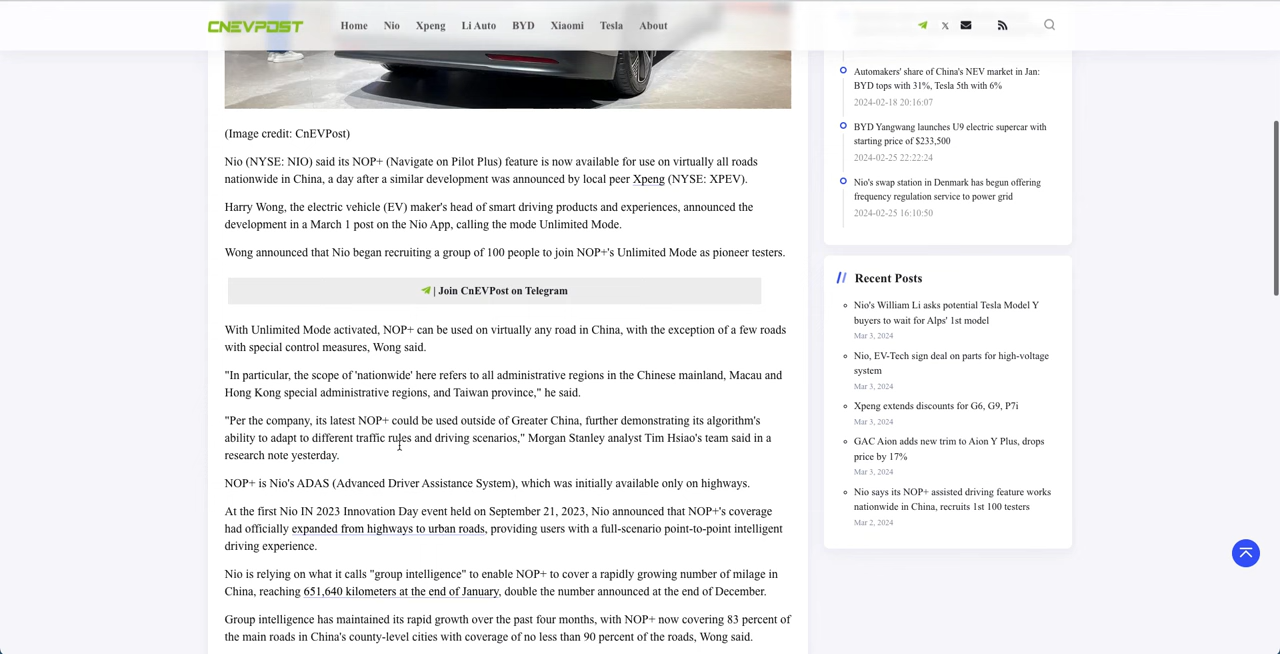 CNEVPOST
Home Nio Xpeng Li Auto BYD Xiaomi Tesla About
(Image credit: CnEVPost)
Nio (NYSE: NIO) said its NOP+ (Navigate on Pilot Plus) feature is now available for use on virtually all roads
nationwide in China, a day after a similar development was announced by local peer Xpeng (NYSE: XPEV).
Harry Wong, the electric vehicle (EV) maker's head of smart driving products and experiences, announced the
development in a March 1 post on the Nio App, calling the mode Unlimited Mode.
Wong announced that Nio began recruiting a group of 100 people to join NOP+'s Unlimited Mode as pioneer testers.
| Join CnEVPost on Telegram
With Unlimited Mode activated, NOP+ can be used on virtually any road in China, with the exception of a few roads
with special control measures, Wong said.
"In particular, the scope of 'nationwide' here refers to all administrative regions in the Chinese mainland, Macau and
Hong Kong special administrative regions, and Taiwan province," he said.
"Per the company, its latest NOP+ could be used outside of Greater China, further demonstrating its algorithm's
ability to adapt to different traffic rules and driving scenarios," Morgan Stanley analyst Tim Hsiao's team said in a
research note yesterday.
NOP+ is Nio's ADAS (Advanced Driver Assistance System), which was initially available only on highways.
At the first Nio IN 2023 Innovation Day event held on September 21, 2023, Nio announced that NOP+'s coverage
had officially expanded from highways to urban roads, providing users with a full-scenario point-to-point intelligent
driving experience.
Nio is relying on what it calls "group intelligence" to enable NOP+ to cover a rapidly growing number of milage in
China, reaching 651,640 kilometers at the end of January, double the number announced at the end of December.
Group intelligence has maintained its rapid growth over the past four months, with NOP+ now covering 83 percent of
the main roads in China's county-level cities with coverage of no less than 90 percent of the roads, Wong said.
Automakers' share of China's NEV market in Jan:
BYD tops with 31%, Tesla 5th with 6%
2024-02-18 20:16:07
BYD Yangwang launches U9 electric supercar with
starting price of $233,500
2024-02-25 22:22:24
Nio's swap station in Denmark has begun offering
frequency regulation service to power grid
2024-02-25 16:10:50
Recent Posts
Nio's William Li asks potential Tesla Model Y
buyers to wait for Alps' 1st model
Mar 3, 2024
Nio, EV-Tech sign deal on parts for high-voltage
system
Mar 3, 2024
Xpeng extends discounts for G6, G9, P7i
Mar 3, 2024
GAC Aion adds new trim to Aion Y Plus, drops
price by 17%
Mar 3, 2024
Nio says its NOP+ assisted driving feature works
nationwide in China, recruits 1st 100 testers
Mar 2, 2024